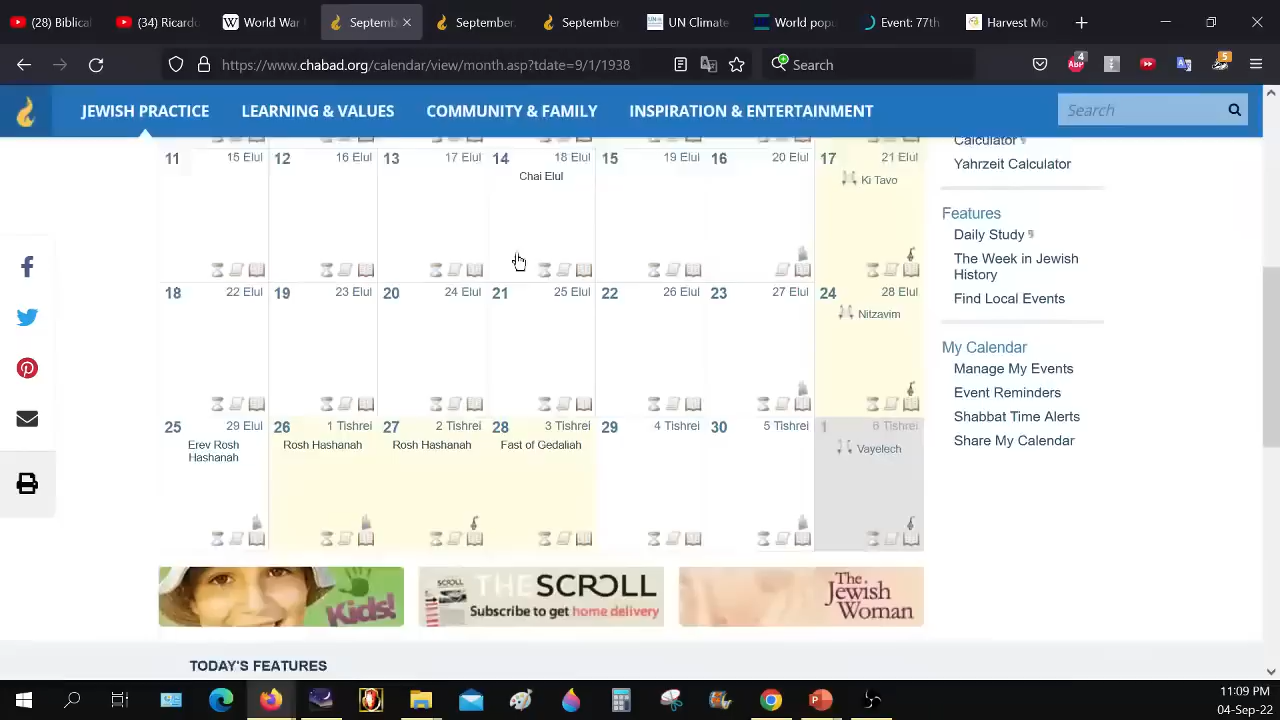 (28) Biblical
(34) Ricardo
World War
Septemb
September
September
UN Climate
World popu
Event: 77th
Harvest Mo
https://www.chabad.org/calendar/view/month.asp?tdate=9/1/1938
Search
4
5
JEWISH PRACTICE
LEARNING & VALUES
COMMUNITY & FAMILY
INSPIRATION & ENTERTAINMENT
Search
11 15 Elul 12 16 Elul 13 17 Elul 14 18 Elul 15 19 Elul 16 20 Elul 17 21 Elul
Chai Elul
Ki Tavo
18 22 Elul 19 23 Elul 20 24 Elul 21 25 Elul 22 26 Elul 23 27 Elul 24 28 Elul
Nitzavim
25 29 Elul 26 1 Tishrei 27 2 Tishrei 28 3 Tishrei 29 4 Tishrei 30 5 Tishrei 1 6 Tishrei
Erev Rosh
Hashanah
Rosh Hashanah
Rosh Hashanah
Fast of Gedaliah
Vayelech
Calculator
Yahrzeit Calculator
Features
Daily Study
The Week in Jewish
History
Find Local Events
My Calendar
Manage My Events
Event Reminders
Shabbat Time Alerts
Share My Calendar
Kids!
SCROLL
THE SCROLL
Subscribe to get home delivery
The
Jewish
Woman
TODAY'S FEATURES
11:09 PM
04-Sep-22